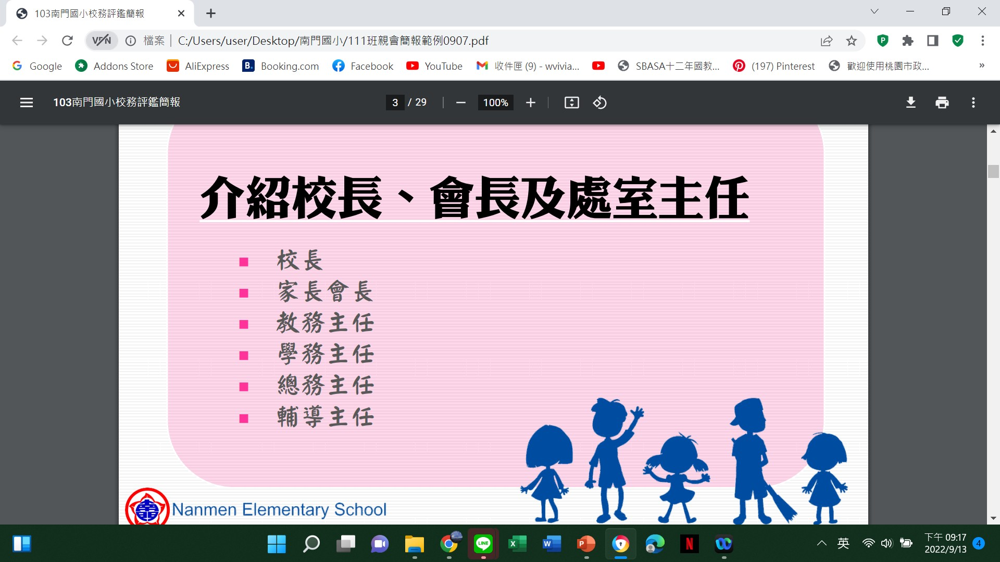 103南門國小校務評鑑簡報
VPN 檔案 C:/Users/user/Desktop/南門國小/111班親會簡報範例0907.pdf
Google Addons Store AliExpress B. Booking.com Facebook YouTube 收件匣 (9) - wvivia... SBASA十二年國教... (197) Pinterest 歡迎使用桃園市政... »
103南門國小校務評鑑簡報 3 / 29 100%
介紹校長、會長及處室主任
校長
家長會長
教務主任
學務主任
總務主任
輔導主任
Nanmen Elementary School
LINE 英 下午 09:17
2022/9/13 4